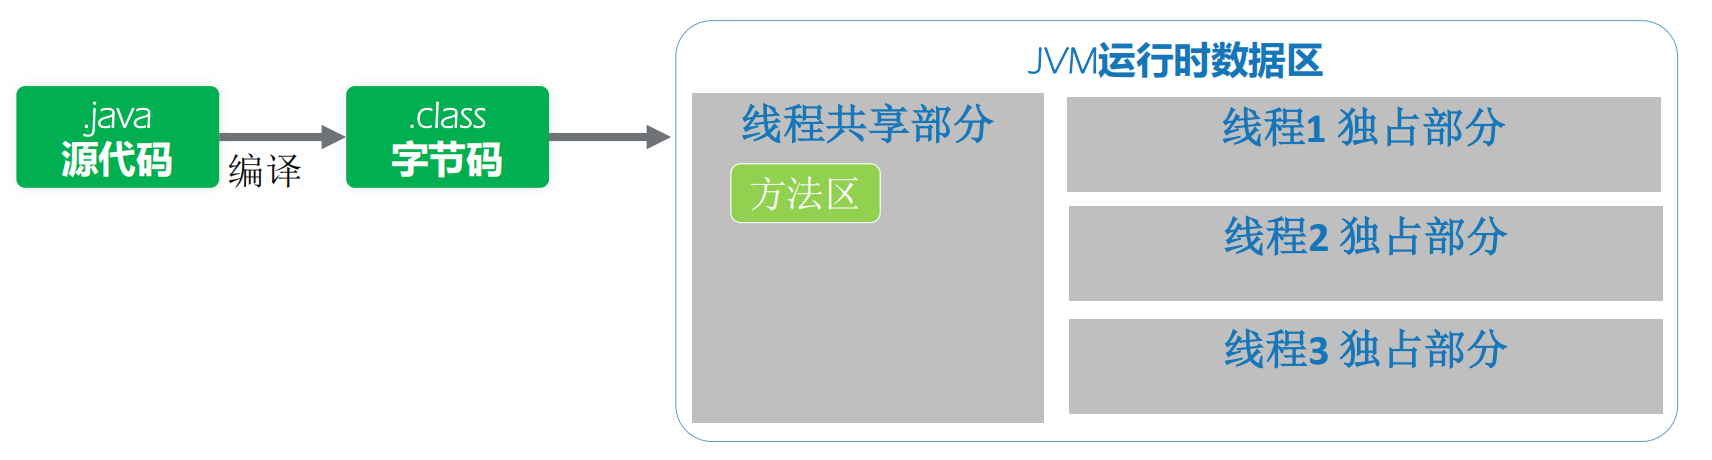 .java
源代码
编译
.class
字节码
JVM运行时数据区
线程共享部分
方法区
线程1 独占部分
线程2 独占部分
线程3 独占部分